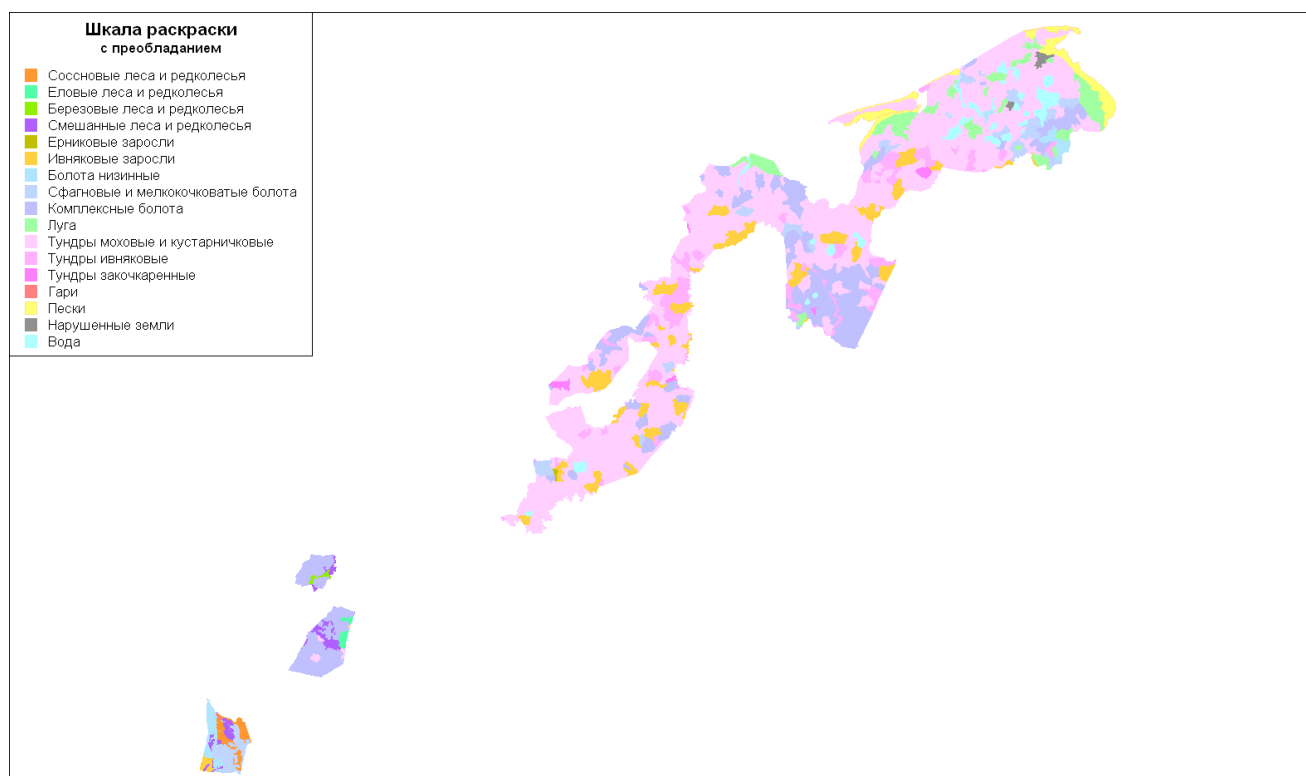 Шкала раскраски
с преобладанием
Соссновые леса и редколесья
Еловые леса и редколесья
Березовые леса и редколесья
Смешанные леса и редколесья
Ерниковые заросли
Ивняковые заросли
Болота низинные
Сфагновые и мелкокочковатые болота
Комплексные болота
Луга
Тундры моховые и кустарничковые
Тундры ивняковые
Тундры закочкаренные
Гари
Пески
Нарушенные земли
Вода